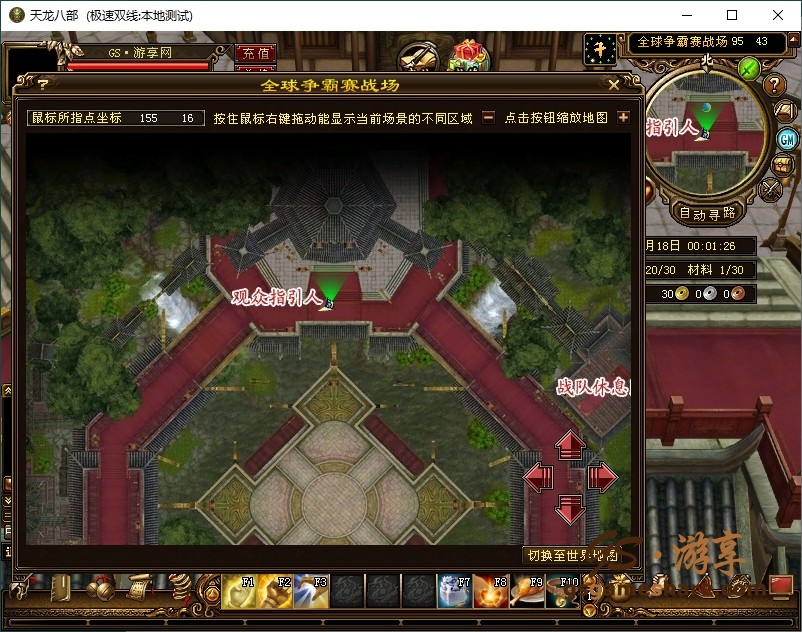 天龙八部 (极速双线:本地测试)
GS·游享网
充值
全球争霸赛战场 95 43
北
?
全球争霸赛战场
鼠标所指点坐标 155 16
按住鼠标右键拖动能显示当前场景的不同区域
点击按钮缩放地图
指引人
?
GM
自动寻路
观众指引人
月18日 00:01:26
20/30 材料 1/30
30 0 0
战队休息
切换至世界地图
GS·游享
F1 F2 F3 F7 F8 F9 F10